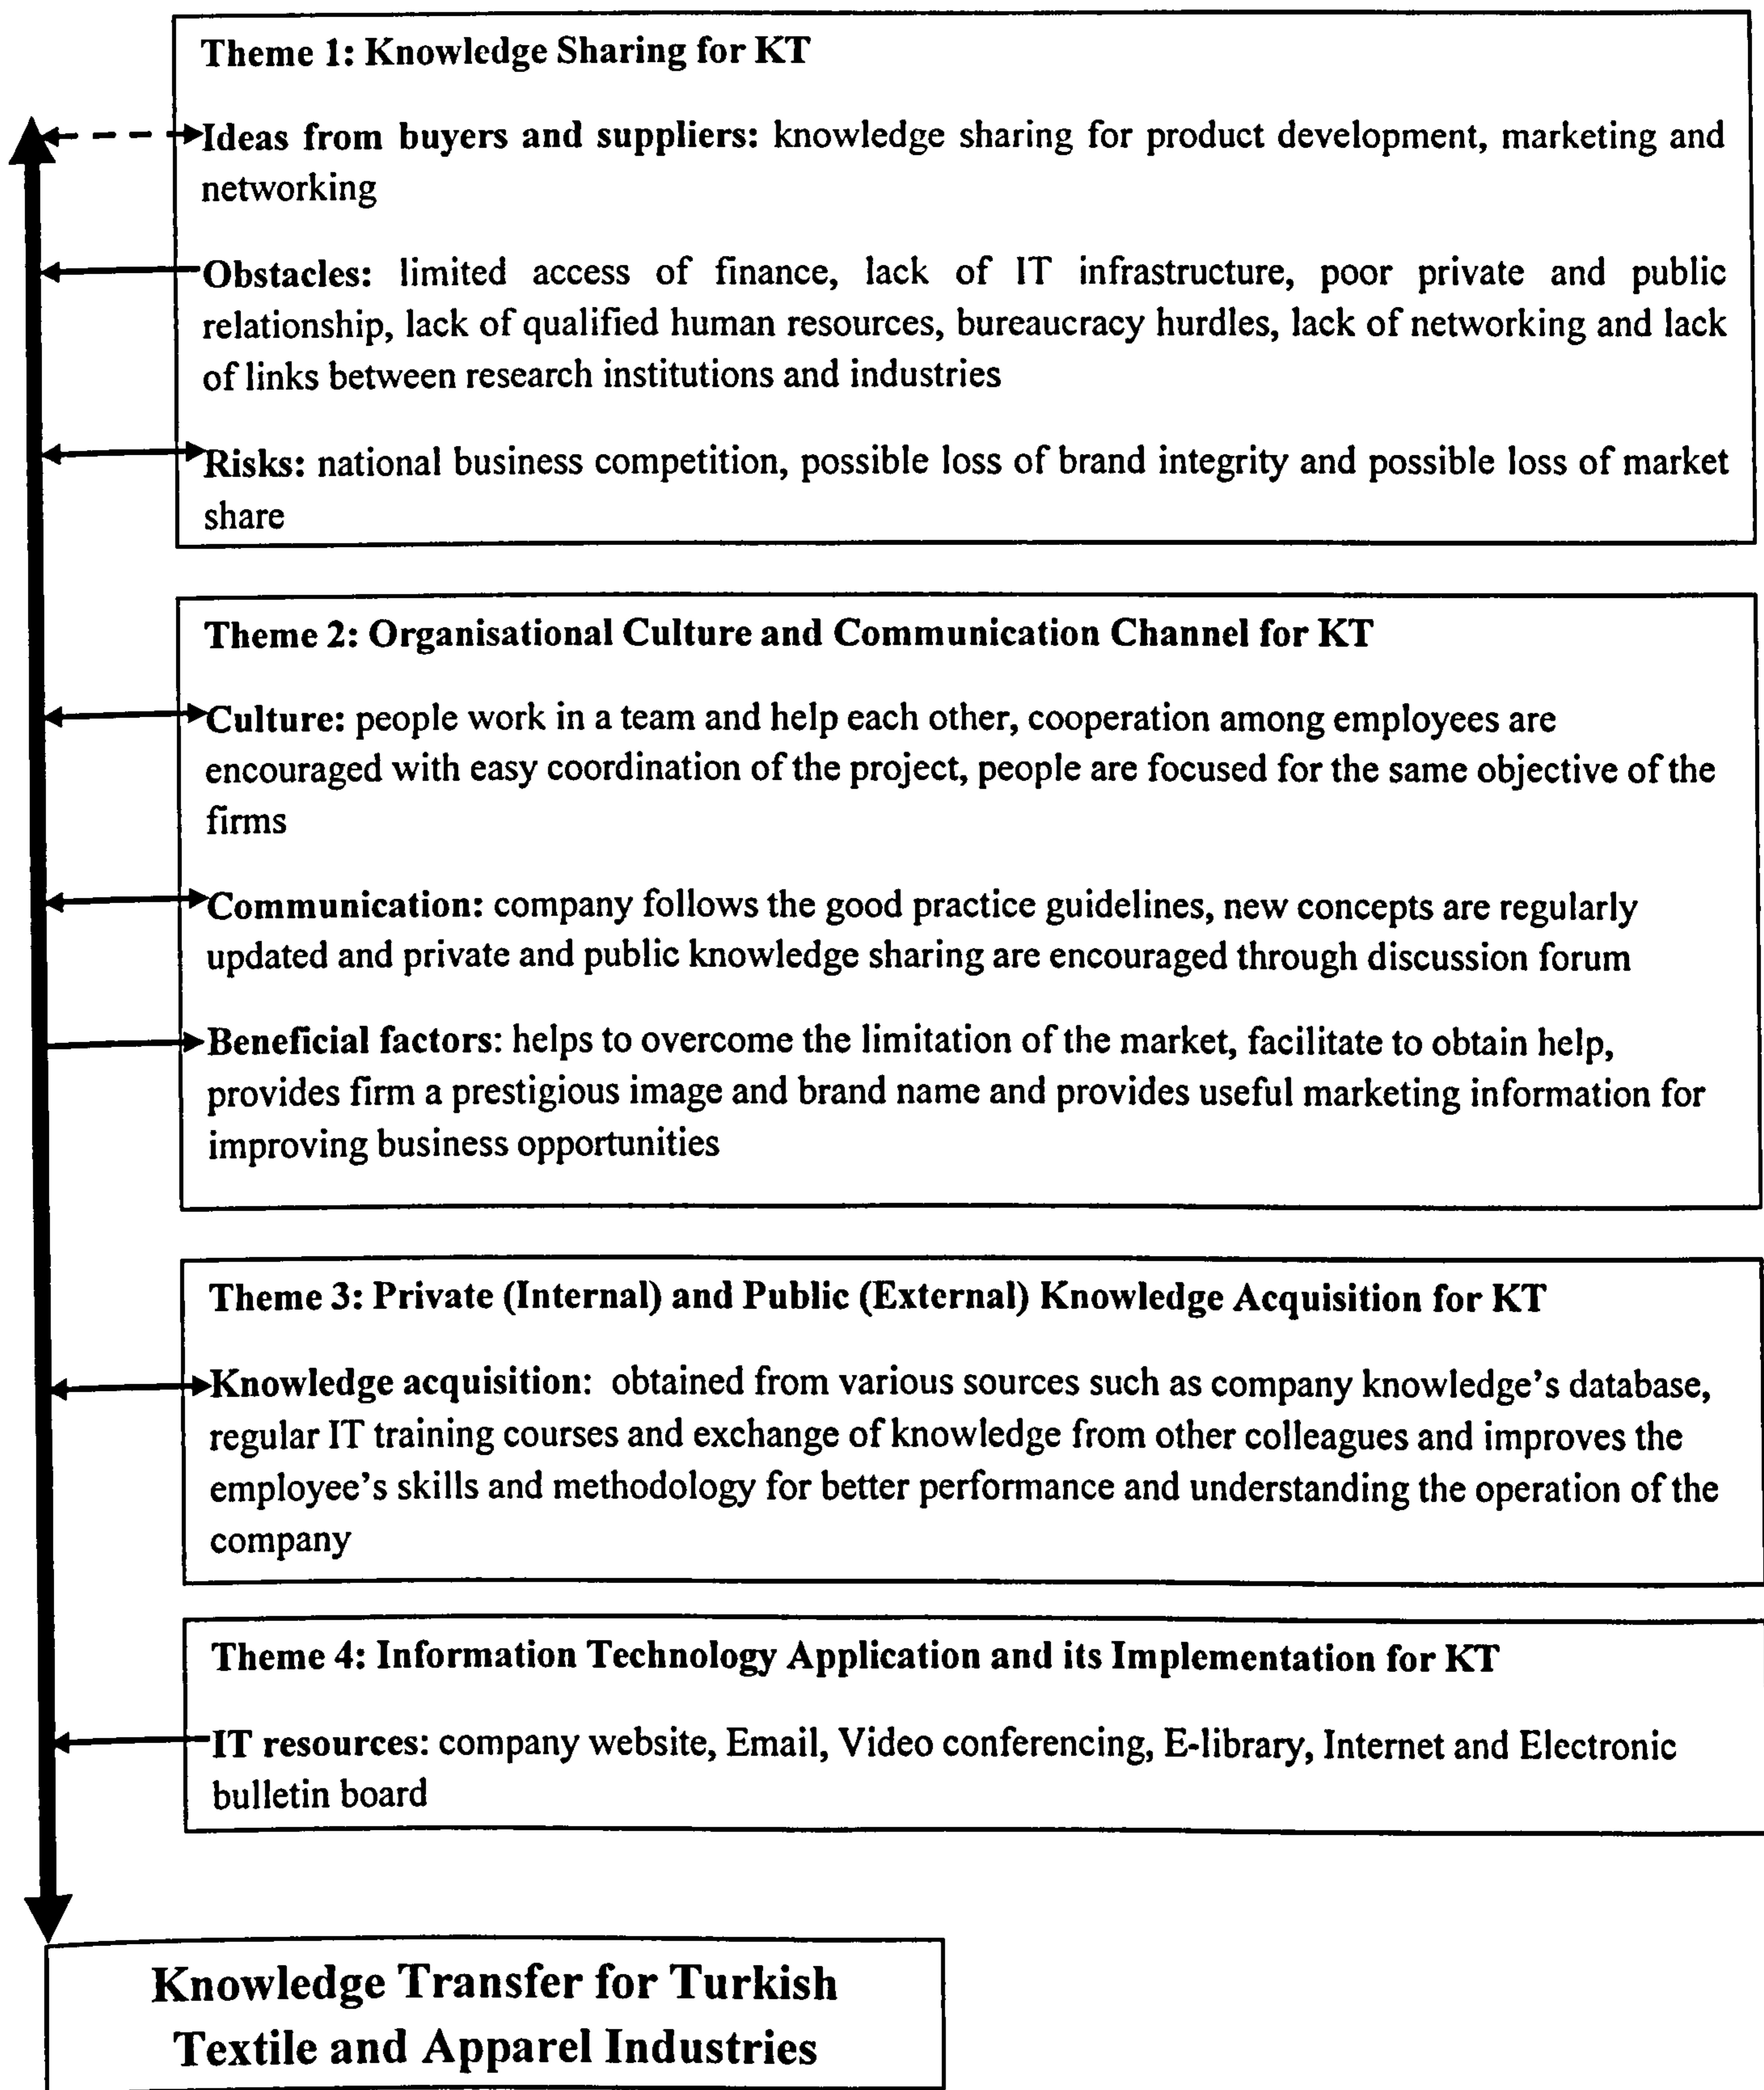 Theme 1: Knowledge Sharing for KT
Ideas from buyers and suppliers: knowledge sharing for product development, marketing and
networking
Obstacles: limited access of finance, lack of IT infrastructure, poor private and public
relationship, lack of qualified human resources, bureaucracy hurdles, lack of networking and lack
of links between research institutions and industries
Risks: national business competition, possible loss of brand integrity and possible loss of market
share
Theme 2: Organisational Culture and Communication Channel for KT
Culture: people work in a team and help each other, cooperation among employees are
encouraged with easy coordination of the project, people are focused for the same objective of the
firms
Communication: company follows the good practice guidelines, new concepts are regularly
updated and private and public knowledge sharing are encouraged through discussion forum
Beneficial factors: helps to overcome the limitation of the market, facilitate to obtain help,
provides firm a prestigious image and brand name and provides useful marketing information for
improving business opportunities
Theme 3: Private (Internal) and Public (External) Knowledge Acquisition for KT
Knowledge acquisition: obtained from various sources such as company knowledge's database,
regular IT training courses and exchange of knowledge from other colleagues and improves the
employee's skills and methodology for better performance and understanding the operation of the
company
Theme 4: Information Technology Application and its Implementation for KT
IT resources: company website, Email, Video conferencing, E-library, Internet and Electronic
bulletin board
Knowledge Transfer for Turkish
Textile and Apparel Industries